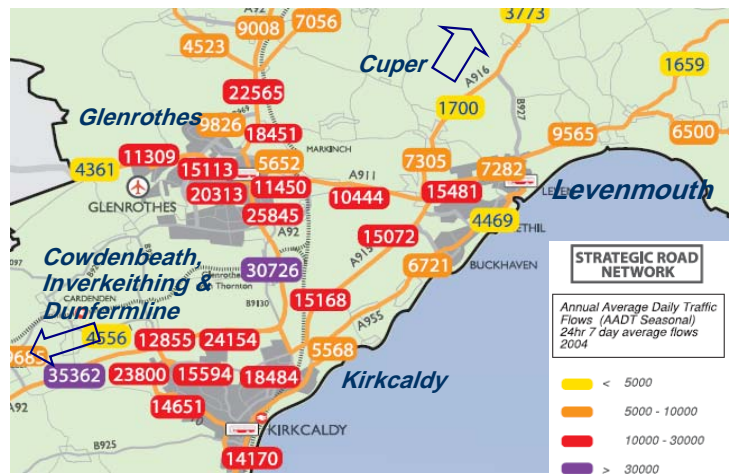 A92
3773
9008
7056
4523
Cuper
A916
1659
22565
1700
B927
Glenrothes
9826
18451
9565
6500
MARKINCH
11309
4361
15113
5652
A911
7305
7282
GLENROTHES
20313
11450
10444
15481
Levenmouth
25845
4469
A92
15072
Cowdenbeath,
Inverkeithing &
Dunfermline
30726
6721
BUCKHAVEN
CARDENDEN
Thornton
B9130
15168
A955
4556
12855
24154
5568
35362
23800
15594
18484
Kirkcaldy
A92
14651
B925
KIRKCALDY
14170
STRATEGIC ROAD
NETWORK
Annual Average Daily Traffic
Flows (AADT Seasonal)
24hr 7 day average flows
2004
< 5000
5000 - 10000
10000 - 30000
> 30000